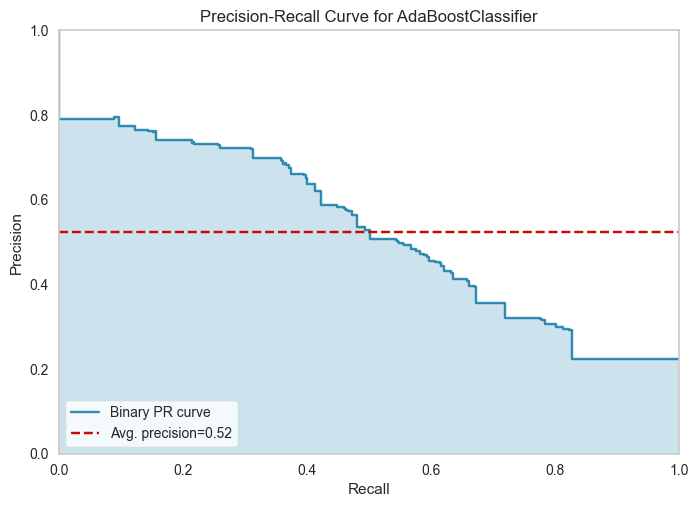 Precision-Recall Curve for AdaBoostClassifier
1.0
0.8
0.6
0.4
0.2
0.0
Precision
Binary PR curve
Avg. precision=0.52
0.0 0.2 0.4 0.6 0.8 1.0
Recall